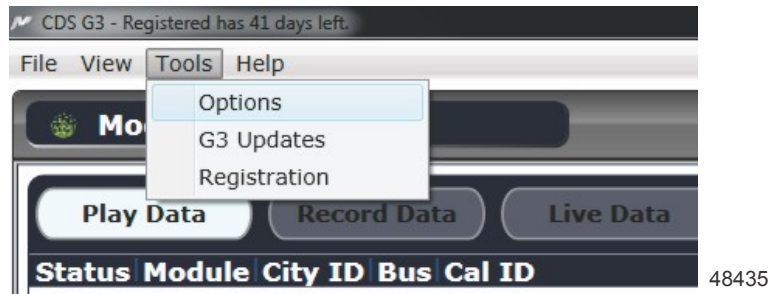 CDS G3 - Registered has 41 days left.
File View Tools Help
Options
G3 Updates
Registration
Play Data Record Data Live Data
Status Module City ID Bus Cal ID
48435